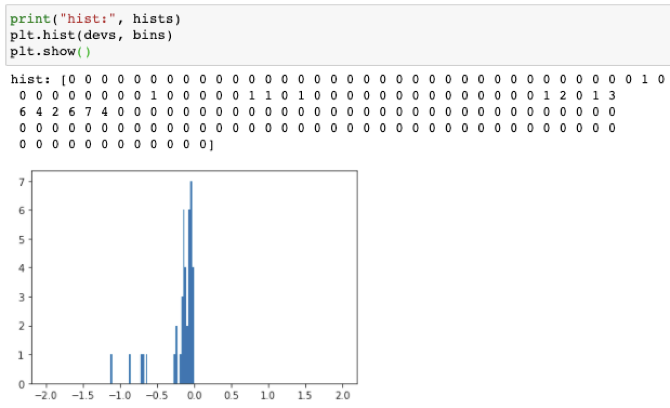 print("hist:", hists)
plt.hist(devs, bins)
plt.show()
hist: [0 0 0 0 0 0 0 0 0 0 0 0 0 0 0 0 0 0 0 0 0 0 0 0 0 0 0 0 0 0 0 0 0 0 0 1 0
0 0 0 0 0 0 0 0 1 0 0 0 0 0 1 1 0 1 0 0 0 0 0 0 0 0 0 0 0 0 0 0 1 2 0 1 3
6 4 2 6 7 4 0 0 0 0 0 0 0 0 0 0 0 0 0 0 0 0 0 0 0 0 0 0 0 0 0 0 0 0 0 0 0
0 0 0 0 0 0 0 0 0 0 0 0 0 0 0 0 0 0 0 0 0 0 0 0 0 0 0 0 0 0 0 0 0 0 0 0 0
0 0 0 0 0 0 0 0 0 0 0 0]
7
6
5
4
3
2
1
0
−2.0 −1.5 −1.0 −0.5 0.0 0.5 1.0 1.5 2.0